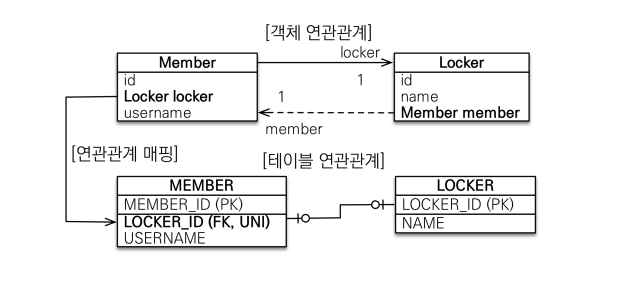 [객체 연관관계]
locker
Member
Locker
id
Locker locker
username
1
1
id
name
Member member
member
[연관관계 매핑]
[테이블 연관관계]
MEMBER
MEMBER_ID (PK)
LOCKER_ID (FK, UNI)
USERNAME
LOCKER
LOCKER_ID (PK)
NAME